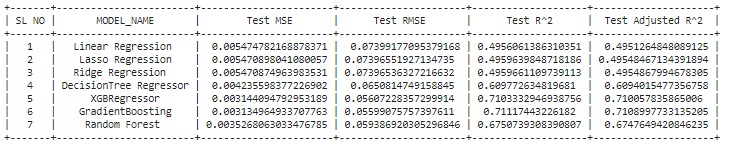 +-------+------------------------+----------------------+---------------------+--------------------+---------------------+
| SL NO | MODEL_NAME | Test MSE | Test RMSE | Test R^2 | Test Adjusted R^2 |
+-------+------------------------+----------------------+---------------------+--------------------+---------------------+
| 1 | Linear Regression | 0.005474782168878371 | 0.07399177095379168 | 0.4956061386310351 | 0.4951264848089125 |
| 2 | Lasso Regression | 0.005470898041080057 | 0.07396551927134735 | 0.4959639848718186 | 0.49548467134391894 |
| 3 | Ridge Regression | 0.005470874963983531 | 0.07396536327216632 | 0.4959661109739113 | 0.4954867994678305 |
| 4 | DecisionTree Regressor | 0.004235598377226902 | 0.0650814749158845 | 0.609772634819681 | 0.6094015477356758 |
| 5 | XGBRegressor | 0.003144094792953189 | 0.05607228357299914 | 0.7103332946938756 | 0.710057835865006 |
| 6 | GradientBoosting | 0.003134964933707763 | 0.05599075757397611 | 0.71117443226182 | 0.7108997733135205 |
| 7 | Random Forest | 0.0035268063033476785 | 0.059386920305296846 | 0.6750739308390807 | 0.6747649420846235 |
+-------+------------------------+----------------------+---------------------+--------------------+---------------------+